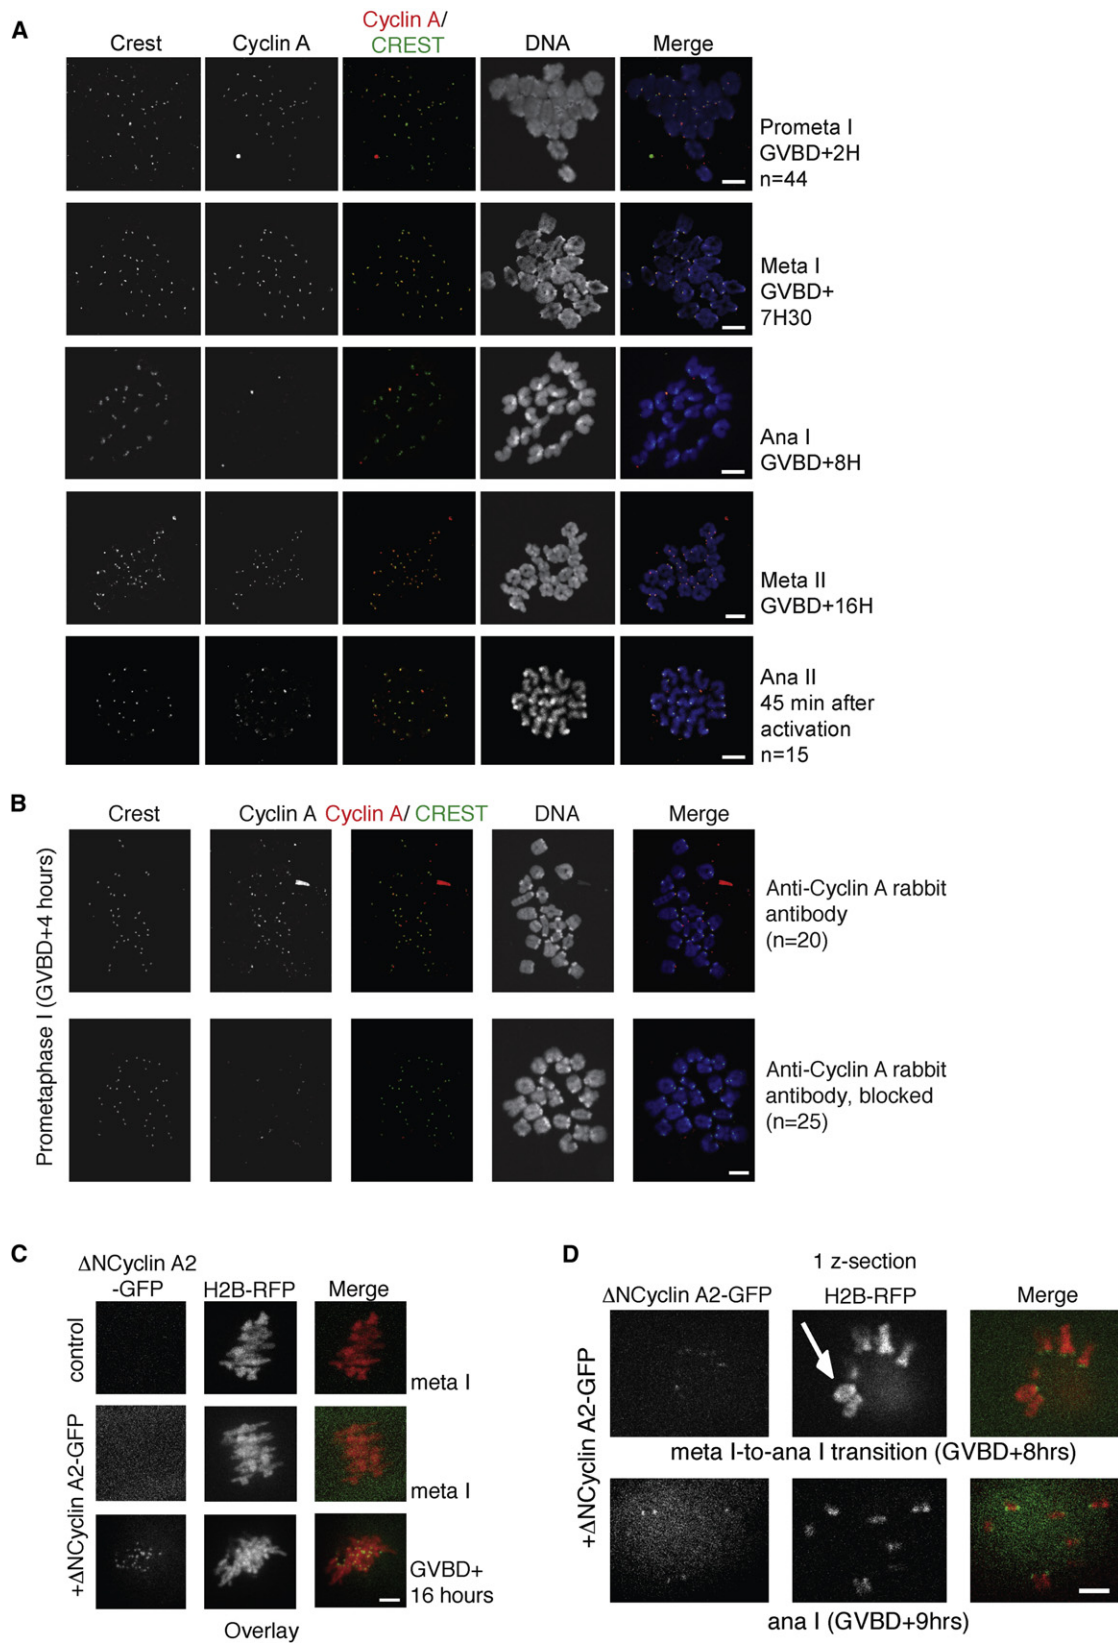 A
Crest
Cyclin A
Cyclin A/
CREST
DNA
Merge
Prometa I
GVBD+2H
n=44
Meta I
GVBD+
7H30
Ana I
GVBD+8H
Meta II
GVBD+16H
Ana II
45 min after
activation
n=15
B
Crest
Cyclin A
Cyclin A/ CREST
DNA
Merge
Prometaphase I (GVBD+4 hours)
Anti-Cyclin A rabbit
antibody
(n=20)
Anti-Cyclin A rabbit
antibody, blocked
(n=25)
C
ΔNCyclin A2
-GFP
H2B-RFP
Merge
control
meta I
+ΔNCyclin A2-GFP
meta I
GVBD+
16 hours
Overlay
D
1 z-section
ΔNCyclin A2-GFP
H2B-RFP
Merge
+ΔNCyclin A2-GFP
meta I-to-ana I transition (GVBD+8hrs)
ana I (GVBD+9hrs)